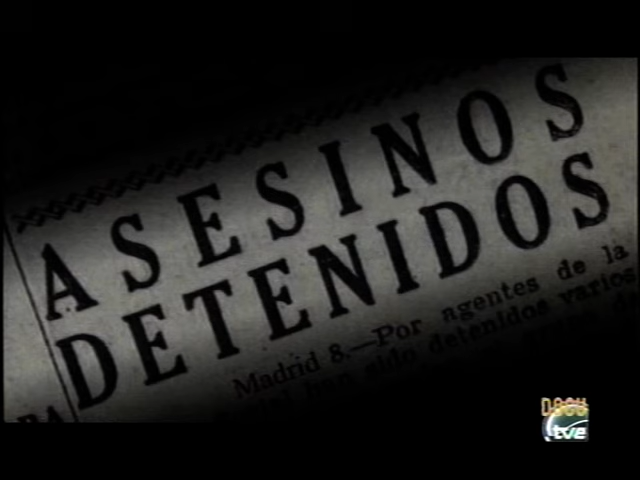 ASESINOS
DETENIDOS
Madrid 8.—Por agentes de la
han sido detenidos varios
DOCU
tve